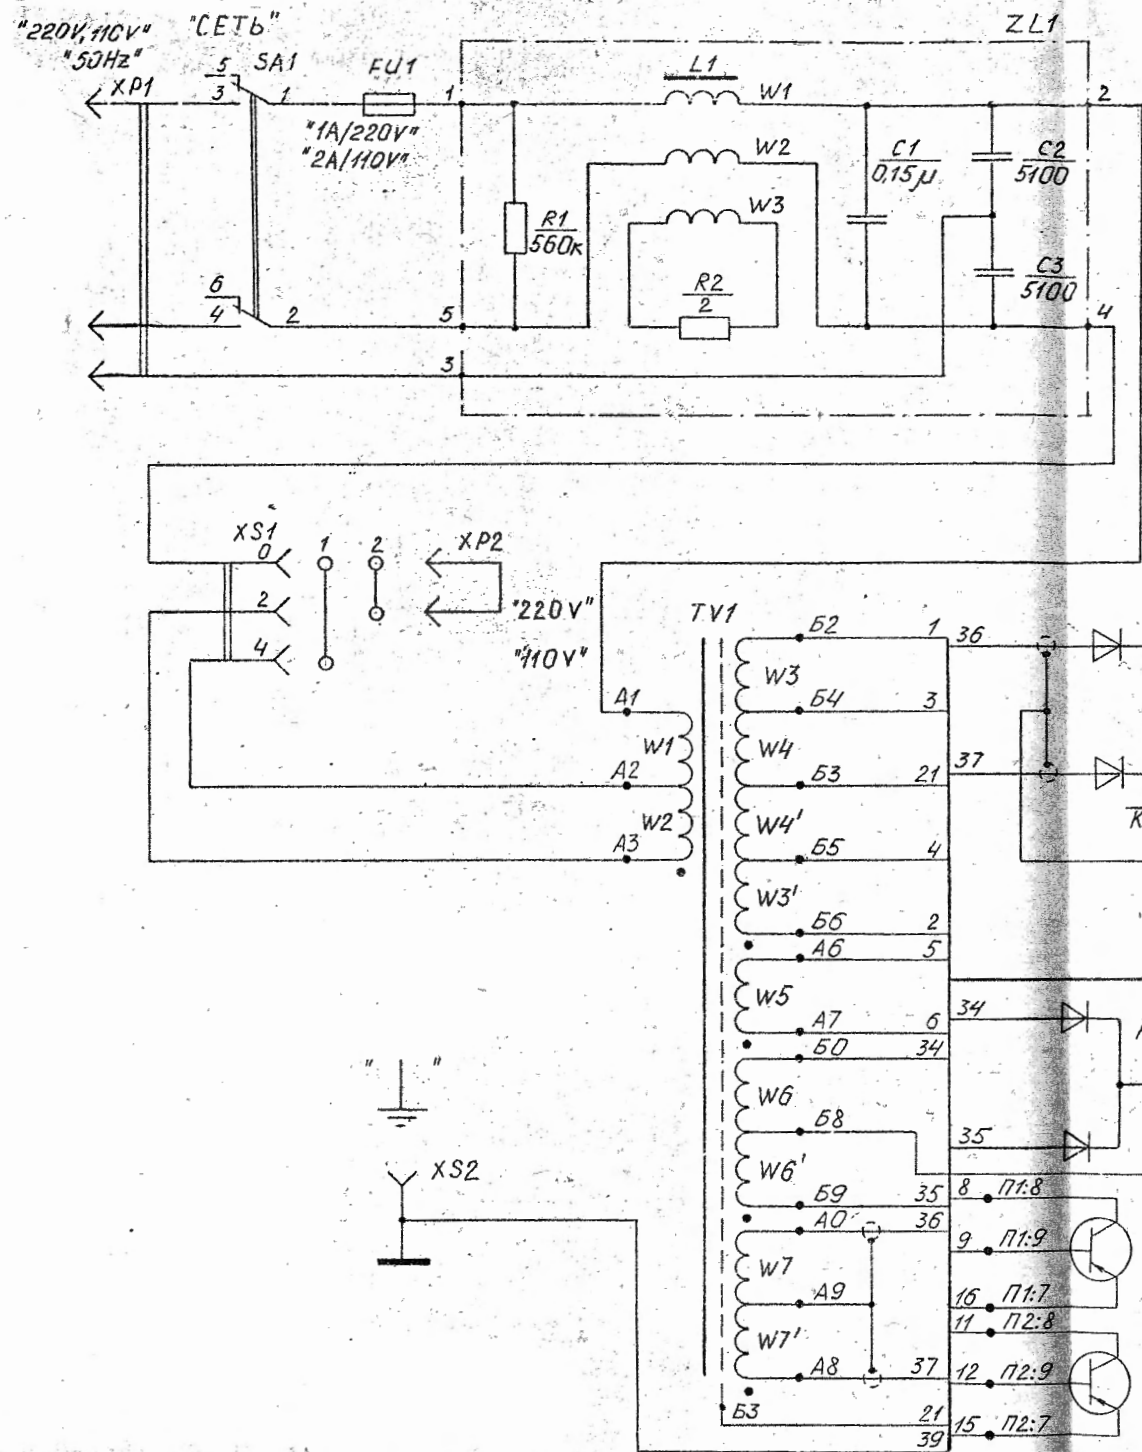 "220V, 110V" "СЕТЬ" ZL1
"50Hz" 5 SA1 FU1 L1
XP1 3 1 1 W1 2
"1A/220V"
"2A/110V"
W2 C1 C2
0,15µ 5100
W3
R1
560к
6 R2 C3
4 2 5 2 5100 4
3
XS1 1 2 XP2
0
2 "220V" TV1 Б2 1 36
4 "110V" W3
A1 Б4 3
W1 W4 37
A2 Б3 21
W2 W4'
A3 Б5 4
W3'
Б6 2
A6 5
W5
A7 6 34
" " Б0 34
W6
Б8
35
XS2 W6'
Б9 35 8 П1:8
A0 36
W7 9 П1:9
A9 16 П1:7
W7' 11 П2:8
A8 37 12 П2:9
Б3 21 15 П2:7
39